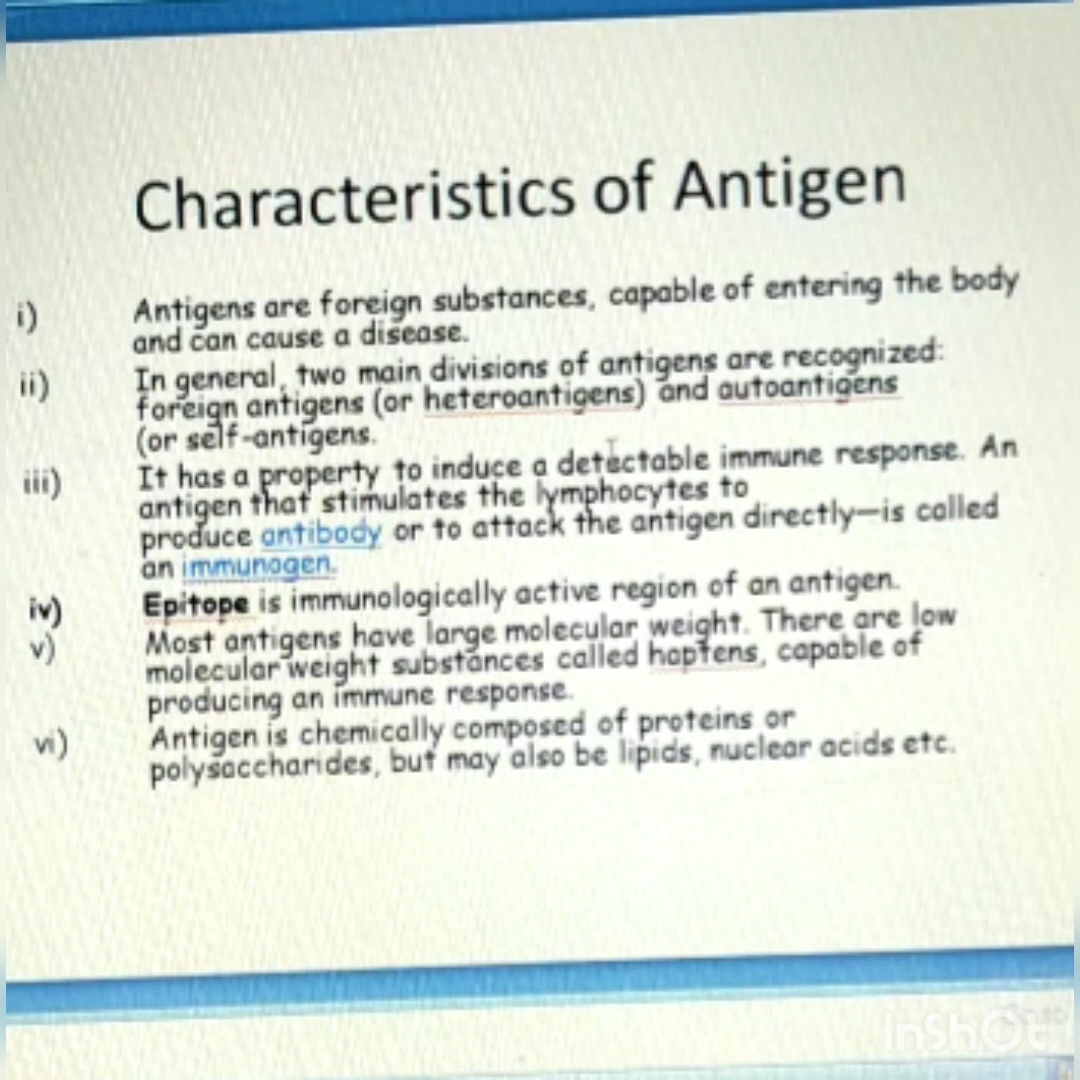 Characteristics of Antigen
i) Antigens are foreign substances, capable of entering the body
and can cause a disease.
ii) In general, two main divisions of antigens are recognized:
foreign antigens (or heteroantigens) and autoantigens
(or self-antigens.
iii) It has a property to induce a detectable immune response. An
antigen that stimulates the lymphocytes to
produce antibody or to attack the antigen directly—is called
an immunogen.
iv) Epitope is immunologically active region of an antigen.
v) Most antigens have large molecular weight. There are low
molecular weight substances called haptens, capable of
producing an immune response.
vi) Antigen is chemically composed of proteins or
polysaccharides, but may also be lipids, nuclear acids etc.
InShOt